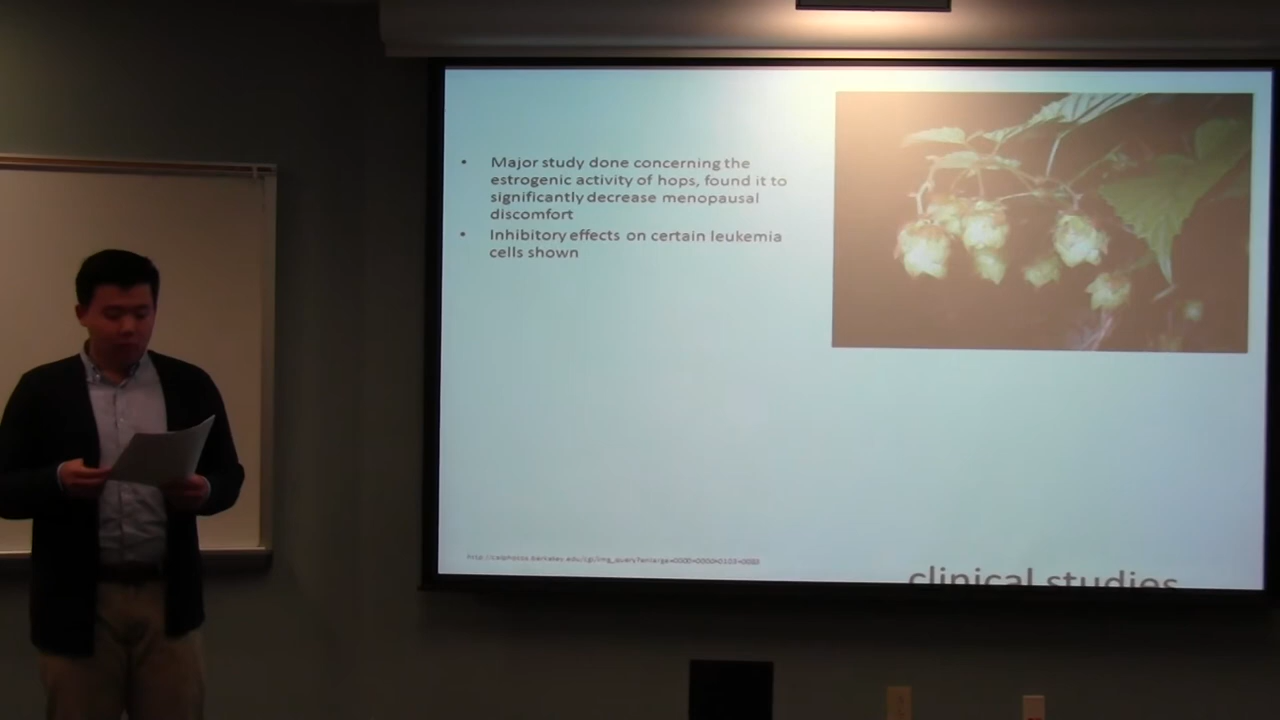 • Major study done concerning the
estrogenic activity of hops, found it to
significantly decrease menopausal
discomfort
• Inhibitory effects on certain leukemia
cells shown
clinical studies